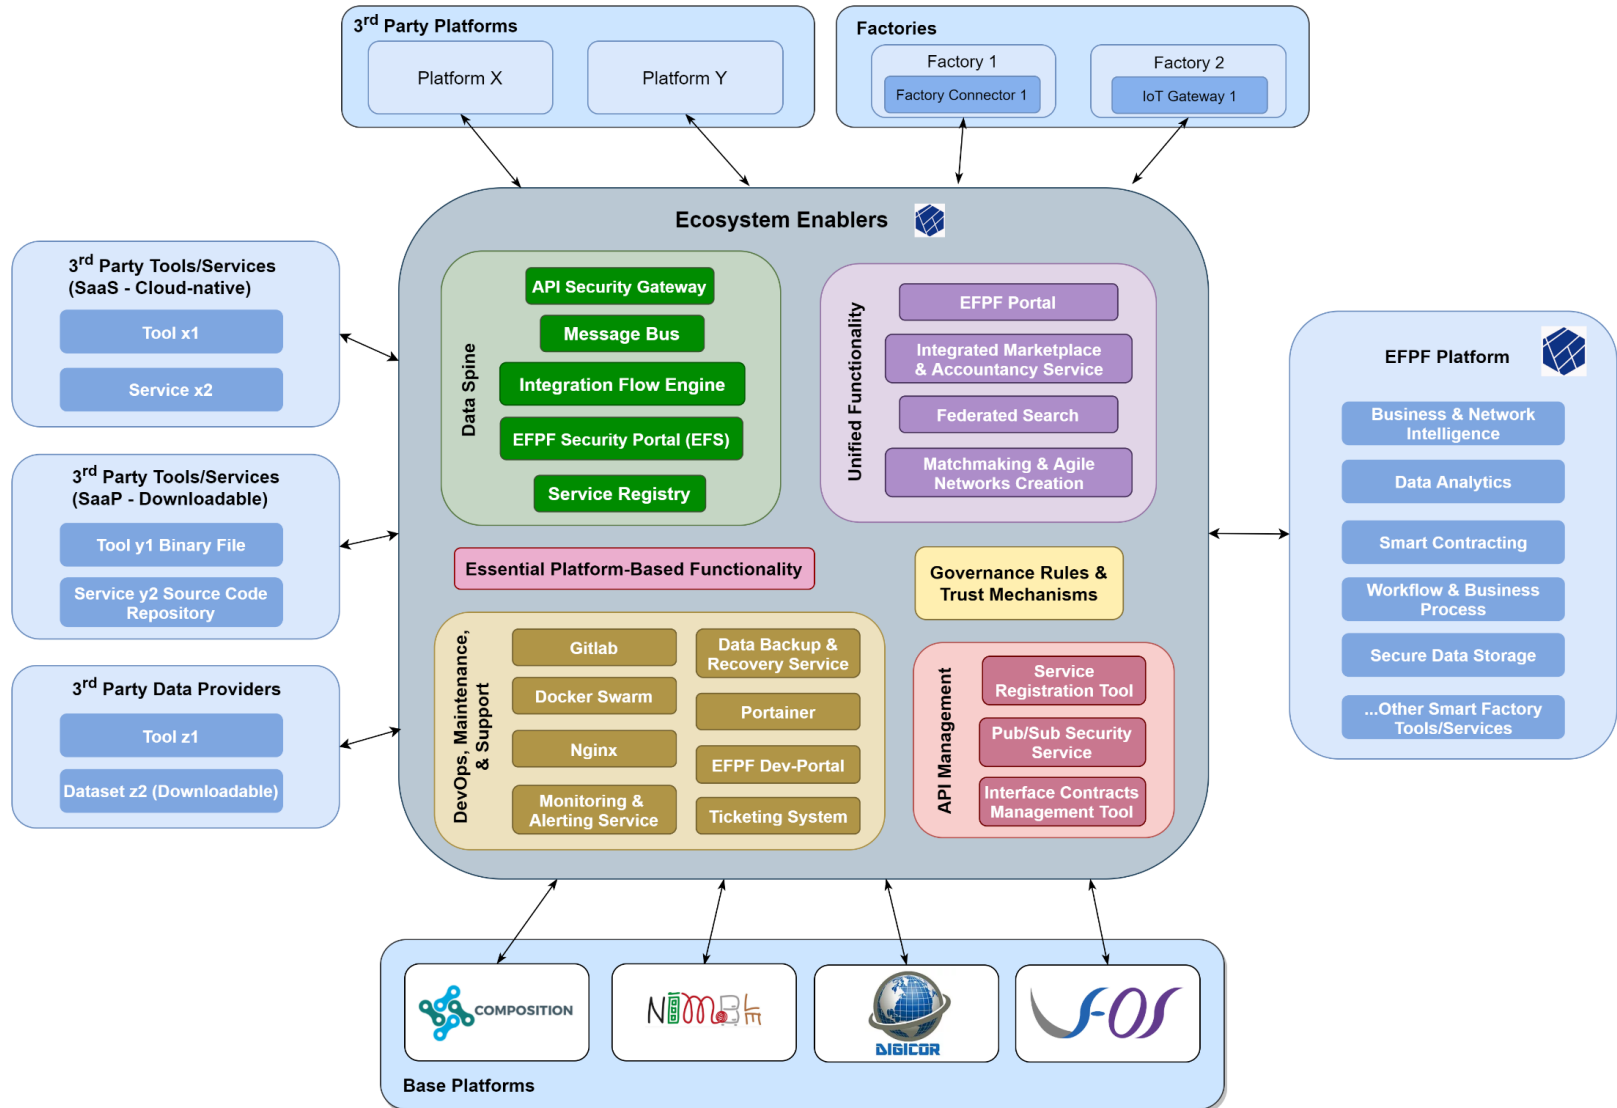 3rd Party Platforms
Platform X
Platform Y
Factories
Factory 1
Factory Connector 1
Factory 2
IoT Gateway 1
Ecosystem Enablers
3rd Party Tools/Services
(SaaS - Cloud-native)
Tool x1
Service x2
3rd Party Tools/Services
(SaaP - Downloadable)
Tool y1 Binary File
Service y2 Source Code
Repository
3rd Party Data Providers
Tool z1
Dataset z2 (Downloadable)
Data Spine
API Security Gateway
Message Bus
Integration Flow Engine
EFPF Security Portal (EFS)
Service Registry
Unified Functionality
EFPF Portal
Integrated Marketplace
& Accountancy Service
Federated Search
Matchmaking & Agile
Networks Creation
Essential Platform-Based Functionality
Governance Rules &
Trust Mechanisms
DevOps, Maintenance,
& Support
Gitlab
Docker Swarm
Nginx
Monitoring &
Alerting Service
Data Backup &
Recovery Service
Portainer
EFPF Dev-Portal
Ticketing System
API Management
Service
Registration Tool
Pub/Sub Security
Service
Interface Contracts
Management Tool
EFPF Platform
Business & Network
Intelligence
Data Analytics
Smart Contracting
Workflow & Business
Process
Secure Data Storage
...Other Smart Factory
Tools/Services
COMPOSITION
NIMBLE
DIGICOR
vf-OS
Base Platforms